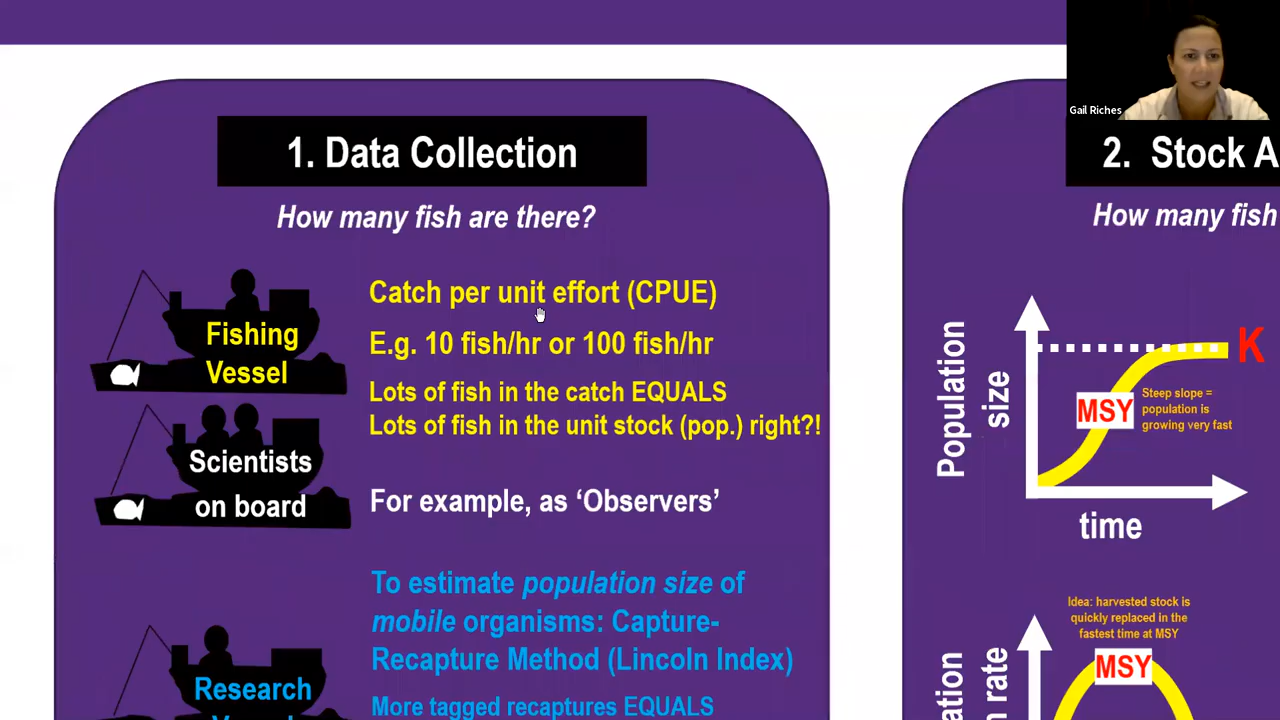 Gail Riches
1. Data Collection
How many fish are there?
Fishing
Vessel
Catch per unit effort (CPUE)
E.g. 10 fish/hr or 100 fish/hr
Lots of fish in the catch EQUALS
Lots of fish in the unit stock (pop.) right?!
Scientists
on board
For example, as ‘Observers’
To estimate population size of
mobile organisms: Capture-
Recapture Method (Lincoln Index)
More tagged recaptures EQUALS
Research
2. Stock A
How many fish
Population
size
K
MSY
Steep slope =
population is
growing very fast
time
Idea: harvested stock is
quickly replaced in the
fastest time at MSY
MSY